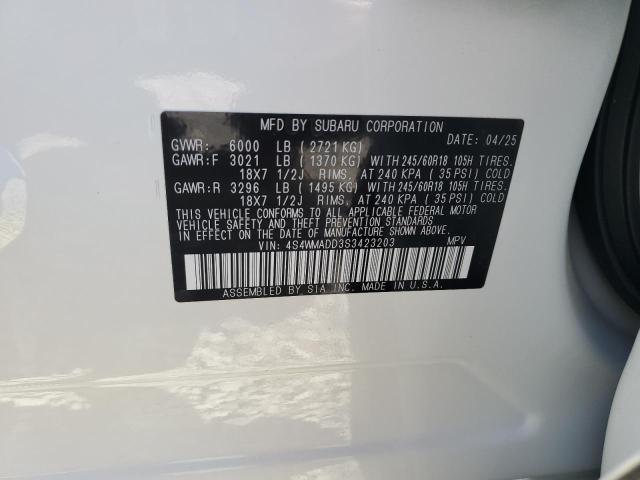 MFD BY SUBARU CORPORATION
DATE: 04/25
GVWR: 6000 LB (2721 KG)
GAWR:F 3021 LB (1370 KG) WITH 245/60R18 105H TIRES.
18X7 1/2J RIMS, AT 240 KPA (35 PSI) COLD
GAWR:R 3296 LB (1495 KG) WITH 245/60R18 105H TIRES.
18X7 1/2J RIMS, AT 240 KPA (35 PSI) COLD
THIS VEHICLE CONFORMS TO ALL APPLICABLE FEDERAL MOTOR
VEHICLE SAFETY AND THEFT PREVENTION STANDARDS IN EFFECT
ON THE DATE OF MANUFACTURE SHOWN ABOVE.
VIN: 4S4WMADD3S3423203 MPV
ASSEMBLED BY SIA INC. MADE IN U.S.A.